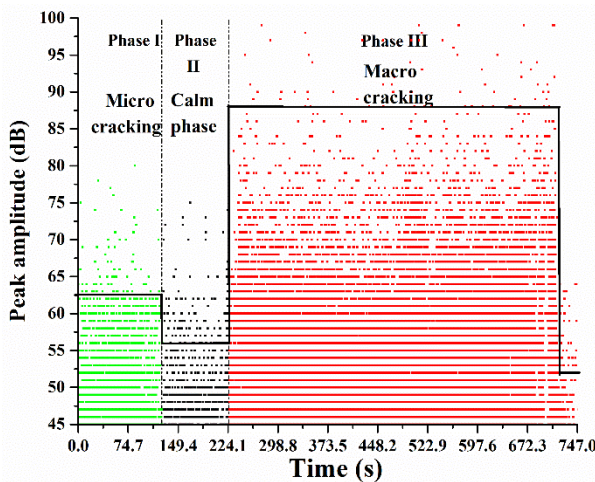 100
95
90
85
80
75
70
65
60
55
50
45
Peak amplitude (dB)
Phase I
Micro
cracking
Phase
II
Calm
phase
Phase III
Macro
cracking
0.0 74.7 149.4 224.1 298.8 373.5 448.2 522.9 597.6 672.3 747.0
Time (s)